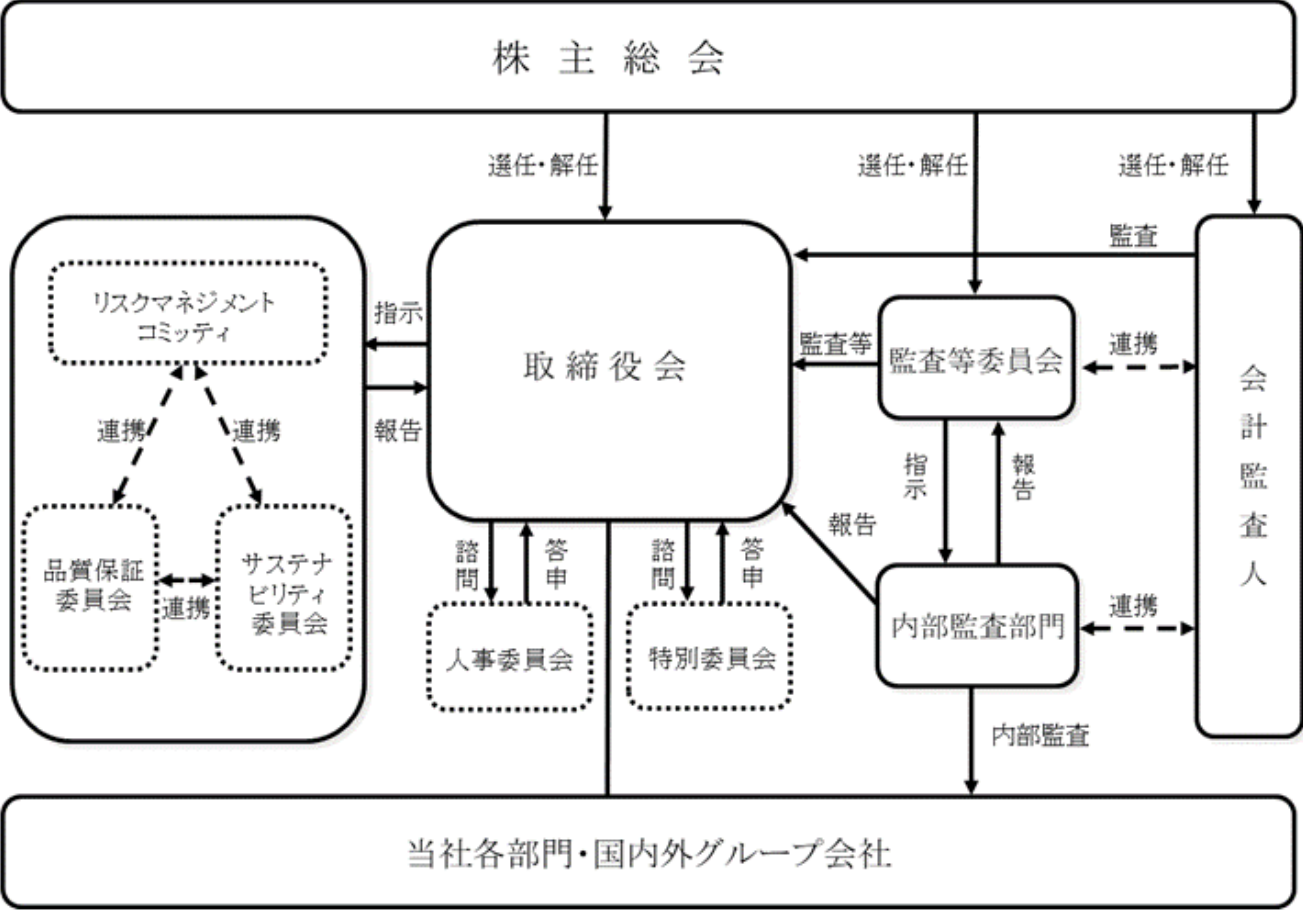 株主総会
選任・解任
選任・解任
選任・解任
リスクマネジメント
コミッティ
連携
連携
品質保証
委員会
連携
サステナ
ビリティ
委員会
指示
報告
取締役会
監査
監査等
監査等委員会
連携
会計監査人
指示
報告
報告
諮問
答申
諮問
答申
人事委員会
特別委員会
内部監査部門
連携
内部監査
当社各部門・国内外グループ会社